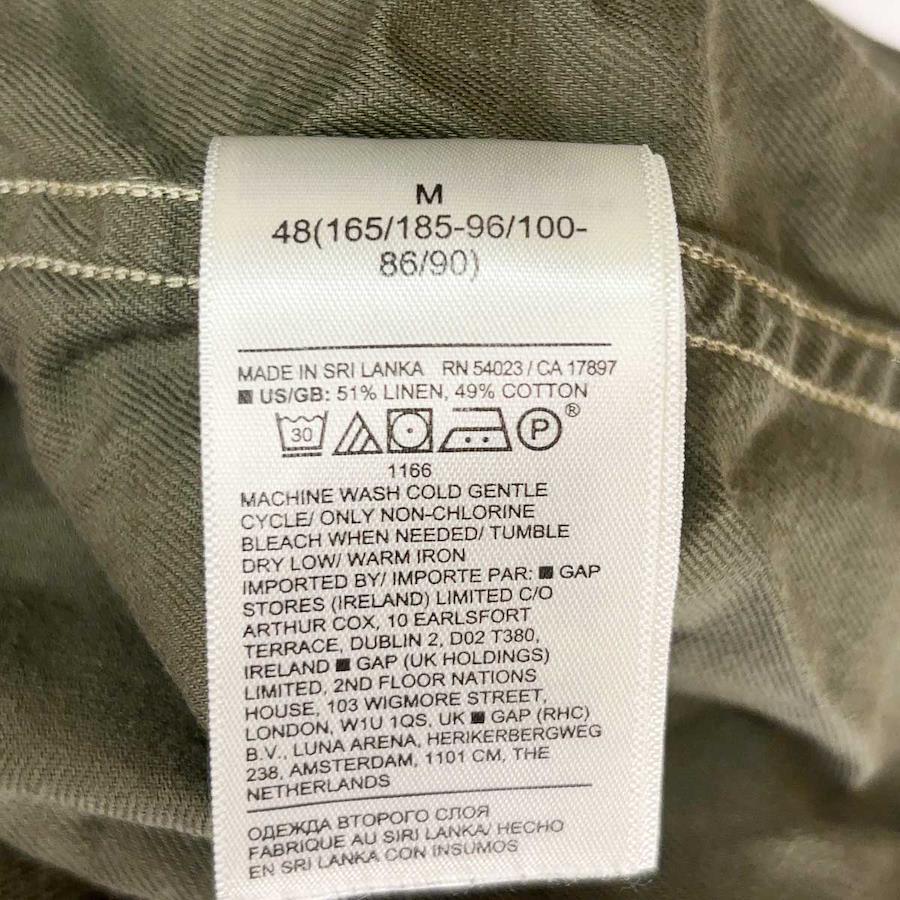 M
48(165/185-96/100-
86/90)
MADE IN SRI LANKA RN 54023 / CA 17897
US/GB: 51% LINEN, 49% COTTON
30 P ®
1166
MACHINE WASH COLD GENTLE
CYCLE/ ONLY NON-CHLORINE
BLEACH WHEN NEEDED/ TUMBLE
DRY LOW/ WARM IRON
IMPORTED BY/ IMPORTE PAR: ■ GAP
STORES (IRELAND) LIMITED C/O
ARTHUR COX, 10 EARLSFORT
TERRACE, DUBLIN 2, D02 T380,
IRELAND ■ GAP (UK HOLDINGS)
LIMITED, 2ND FLOOR NATIONS
HOUSE, 103 WIGMORE STREET,
LONDON, W1U 1QS, UK ■ GAP (RHC)
B.V., LUNA ARENA, HERIKERBERGWEG
238, AMSTERDAM, 1101 CM, THE
NETHERLANDS
ОДЕЖДА ВТОРОГО СЛОЯ
FABRIQUE AU SIRI LANKA/ HECHO
EN SRI LANKA CON INSUMOS